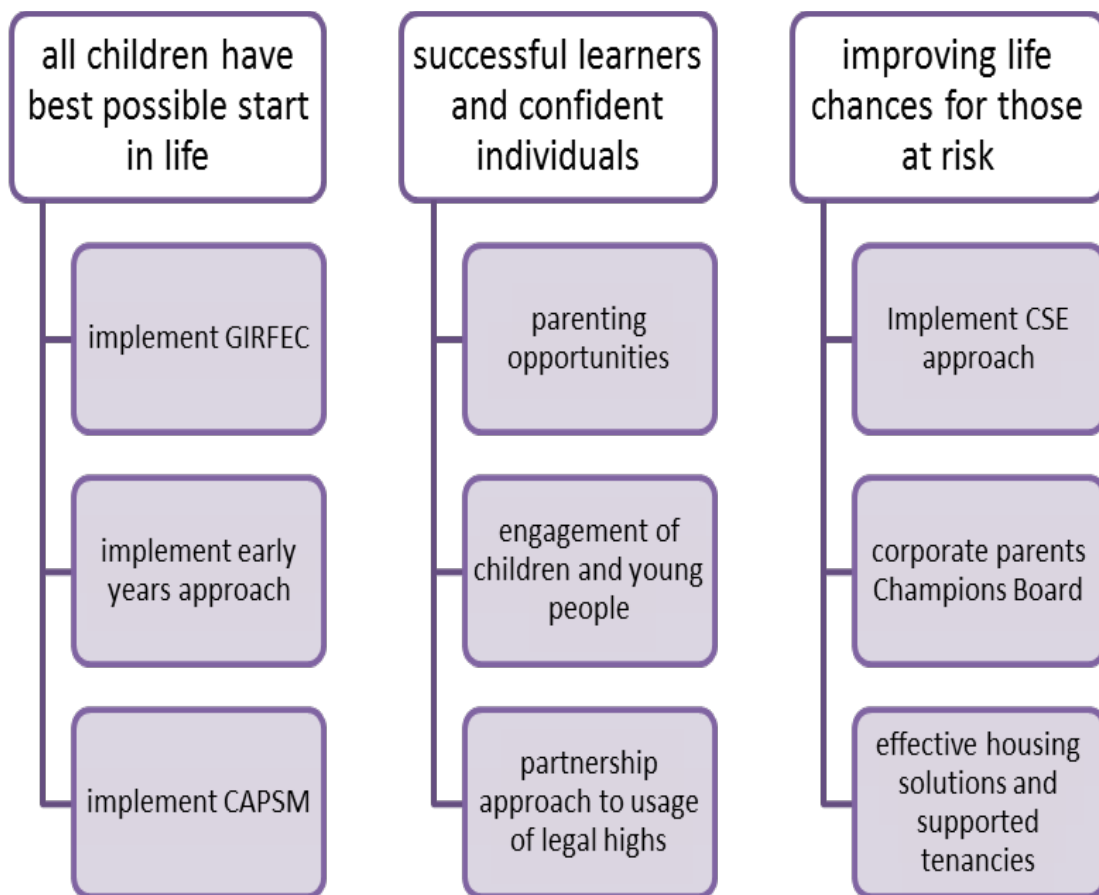 all children have
best possible start
in life
implement GIRFEC
implement early
years approach
implement CAPSM
successful learners
and confident
individuals
parenting
opportunities
engagement of
children and young
people
partnership
approach to usage
of legal highs
improving life
chances for those
at risk
Implement CSE
approach
corporate parents
Champions Board
effective housing
solutions and
supported
tenancies